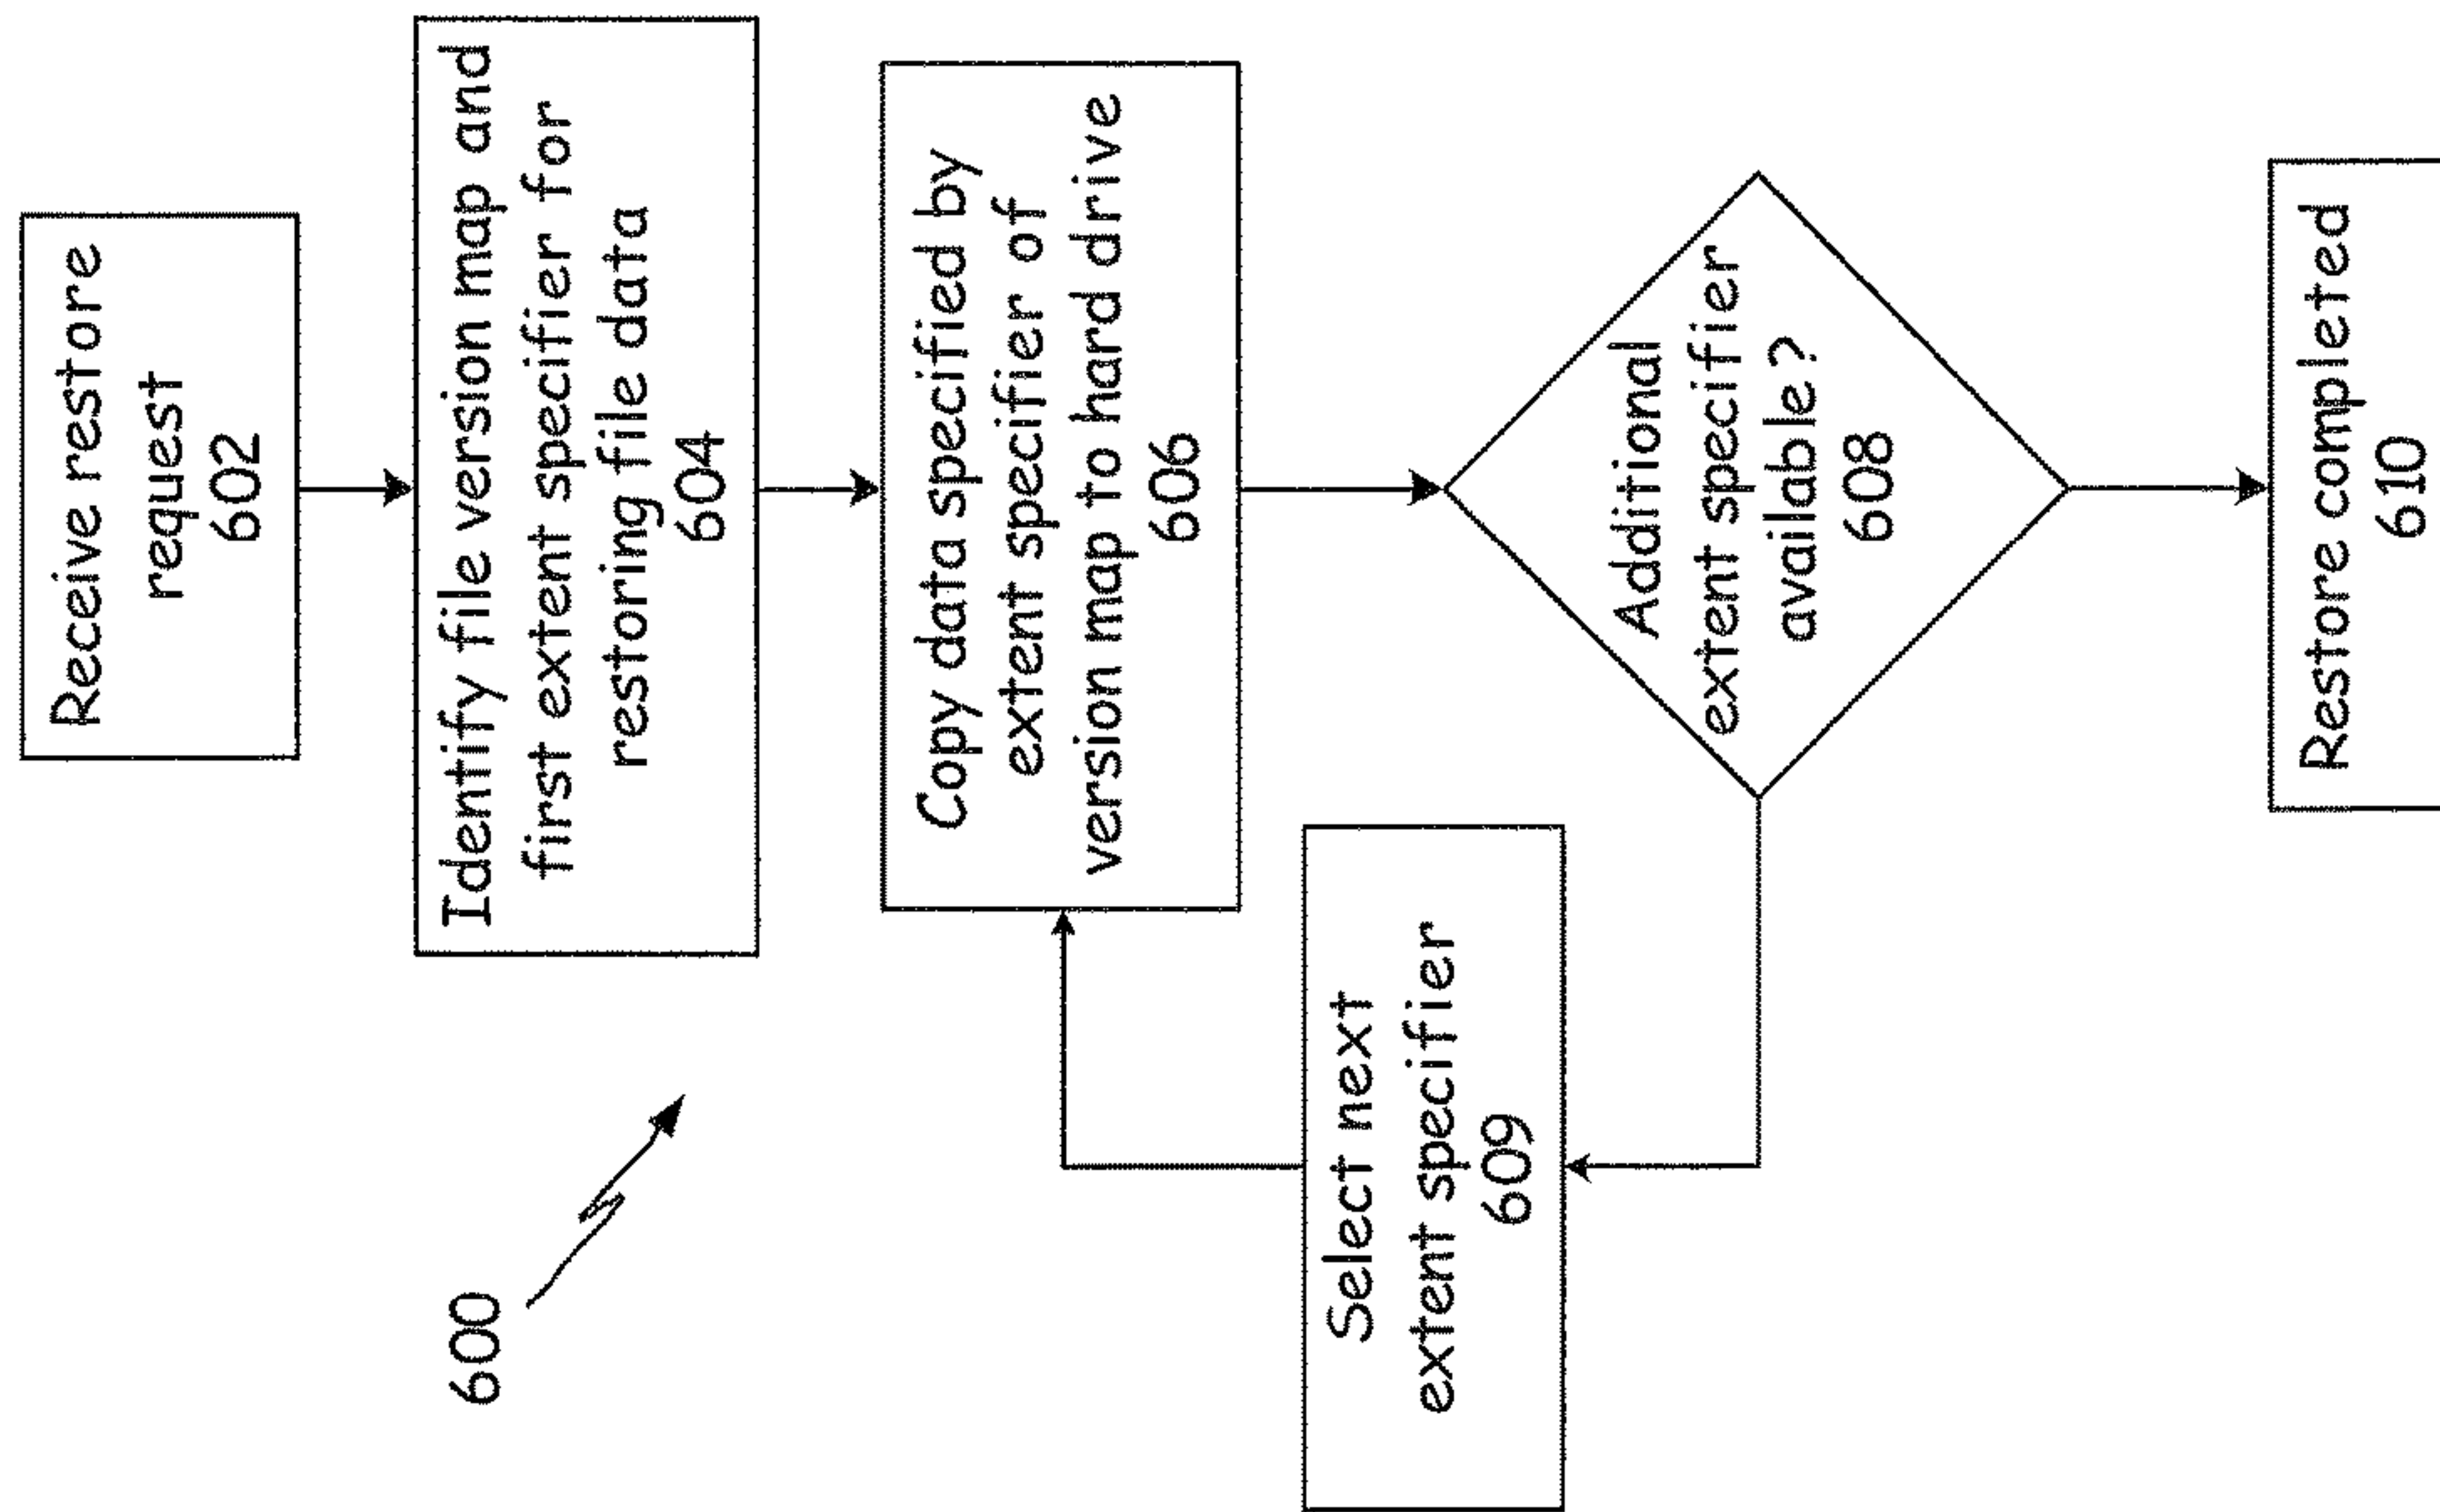 600
Receive restore
request
602
Identify file version map and
first extent specifier for
restoring file data
604
Copy data specified by
extent specifier of
version map to hard drive
606
Select next
extent specifier
609
Additional
extent specifier
available?
608
Restore completed
610